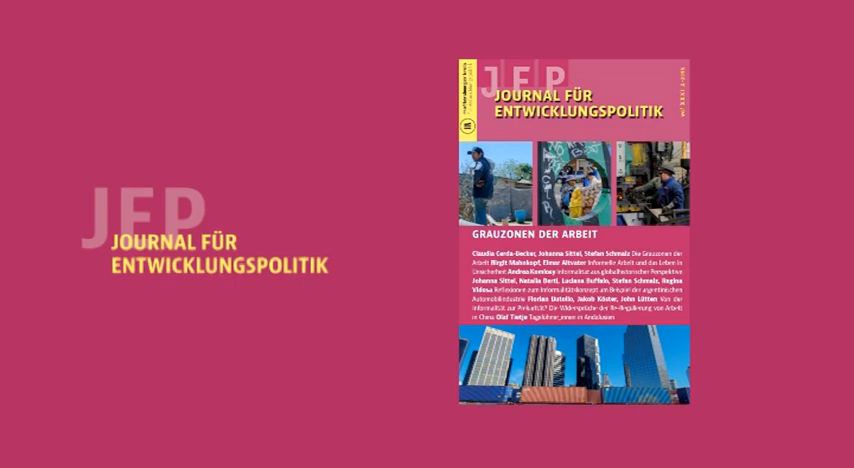 JEP
JOURNAL FÜR
ENTWICKLUNGSPOLITIK
JEP
JOURNAL FÜR
ENTWICKLUNGSPOLITIK
GRAUZONEN DER ARBEIT
Claudia Cerda-Becker, Johanna Sittel, Stefan Schmalz Die Grauzonen der
Arbeit Birgit Mahnkopf, Elmar Altvater Informelle Arbeit und das Leben in
Unsicherheit Andrea Komlosy Informalität aus globalhistorischer Perspektive
Johanna Sittel, Natalia Berti, Luciana Buffalo, Stefan Schmalz, Regina
Vidosa Reflexionen zum Informalitätskonzept am Beispiel der argentinischen
Automobilindustrie Florian Butollo, Jakob Köster, John Lütten Von der
Informalität zur Prekarität? Die Widersprüche der Re-Regulierung von Arbeit
in China Olaf Tietje Tagelöhner_innen in Andalusien